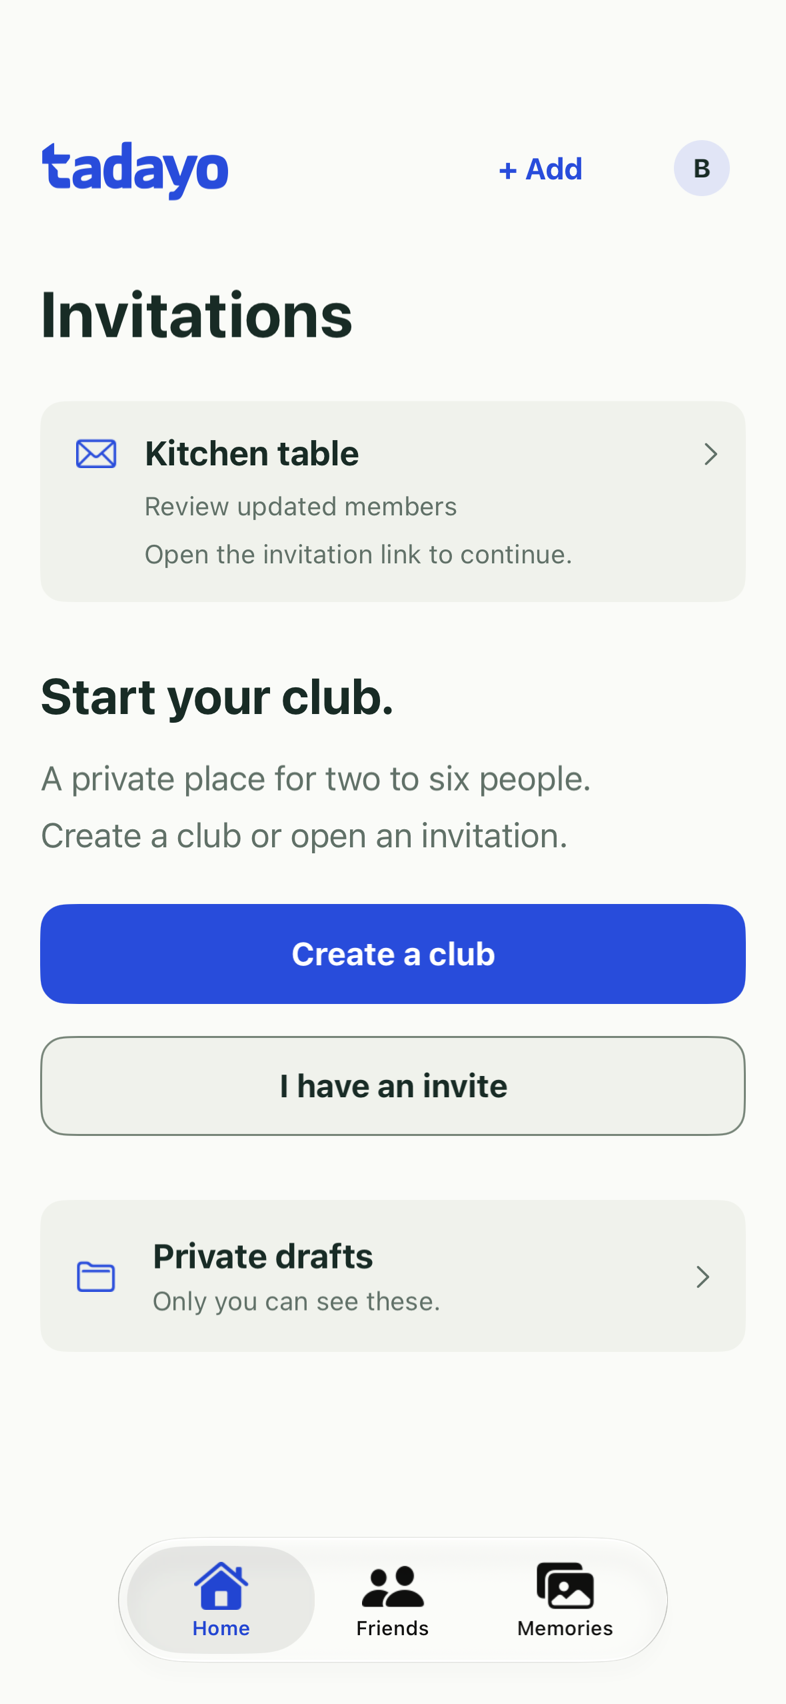 tadayo
+ Add
B
Invitations
Kitchen table
Review updated members
Open the invitation link to continue.
Start your club.
A private place for two to six people.
Create a club or open an invitation.
Create a club
I have an invite
Private drafts
Only you can see these.
Home
Friends
Memories